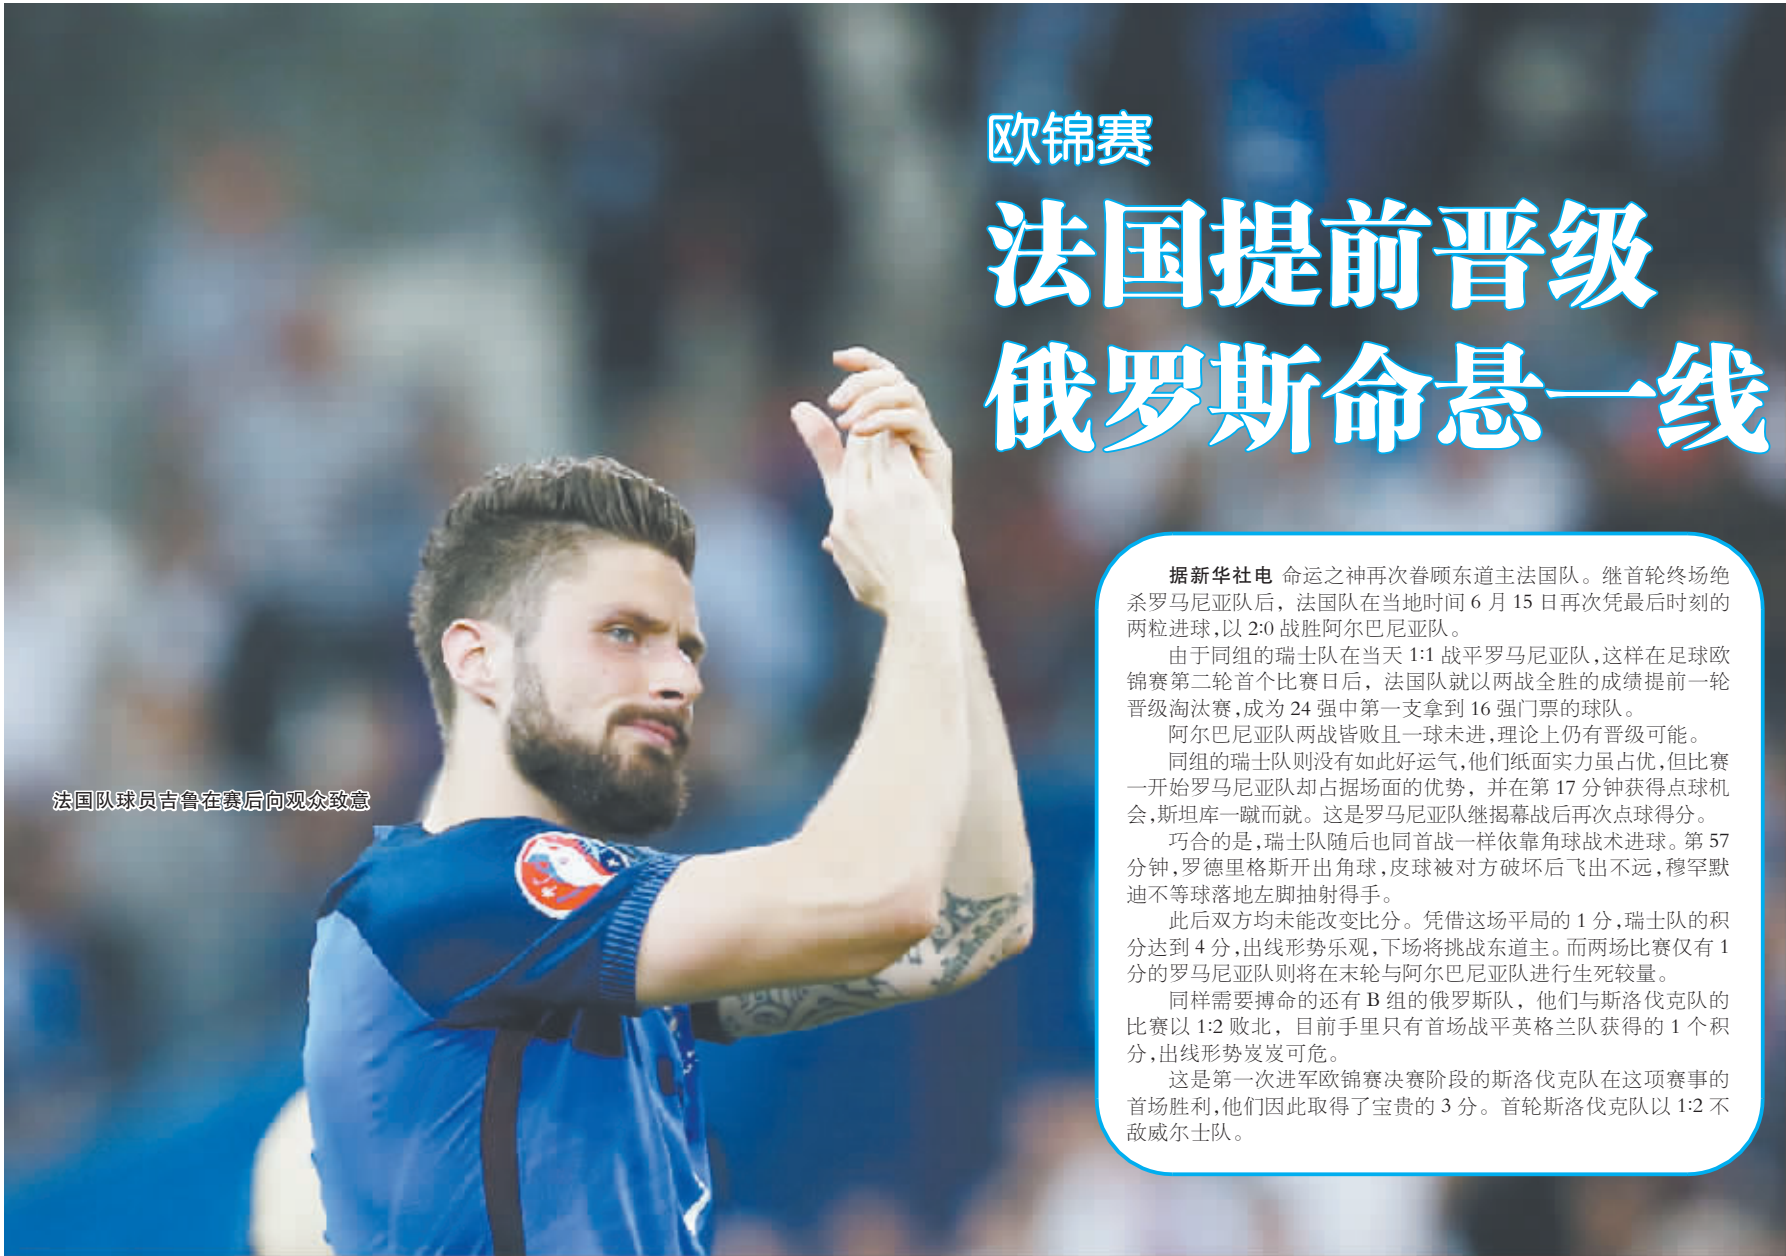 欧锦赛
法国提前晋级
俄罗斯命悬一线
据新华社电 命运之神再次眷顾东道主法国队。继首轮终场绝
杀罗马尼亚队后，法国队在当地时间 6 月 15 日再次凭最后时刻的
两粒进球，以 2:0 战胜阿尔巴尼亚队。
由于同组的瑞士队在当天 1:1 战平罗马尼亚队，这样在足球欧
锦赛第二轮首个比赛日后，法国队就以两战全胜的成绩提前一轮
晋级淘汰赛，成为 24 强中第一支拿到 16 强门票的球队。
阿尔巴尼亚队两战皆败且一球未进，理论上仍有晋级可能。
同组的瑞士队则没有如此好运气，他们纸面实力虽占优，但比赛
一开始罗马尼亚队却占据场面的优势，并在第 17 分钟获得点球机
会，斯坦库一蹴而就。这是罗马尼亚队继揭幕战后再次点球得分。
巧合的是，瑞士队随后也同首战一样依靠角球战术进球。第 57
分钟，罗德里格斯开出角球，皮球被对方破坏后飞出不远，穆罕默
迪不等球落地左脚抽射得手。
此后双方均未能改变比分。凭借这场平局的 1 分，瑞士队的积
分达到 4 分，出线形势乐观，下场将挑战东道主。而两场比赛仅有 1
分的罗马尼亚队则将在末轮与阿尔巴尼亚队进行生死较量。
同样需要搏命的还有 B 组的俄罗斯队，他们与斯洛伐克队的
比赛以 1:2 败北，目前手里只有首场战平英格兰队获得的 1 个积
分，出线形势岌岌可危。
这是第一次进军欧锦赛决赛阶段的斯洛伐克队在这项赛事的
首场胜利，他们因此取得了宝贵的 3 分。首轮斯洛伐克队以 1:2 不
敌威尔士队。
法国队球员吉鲁在赛后向观众致意